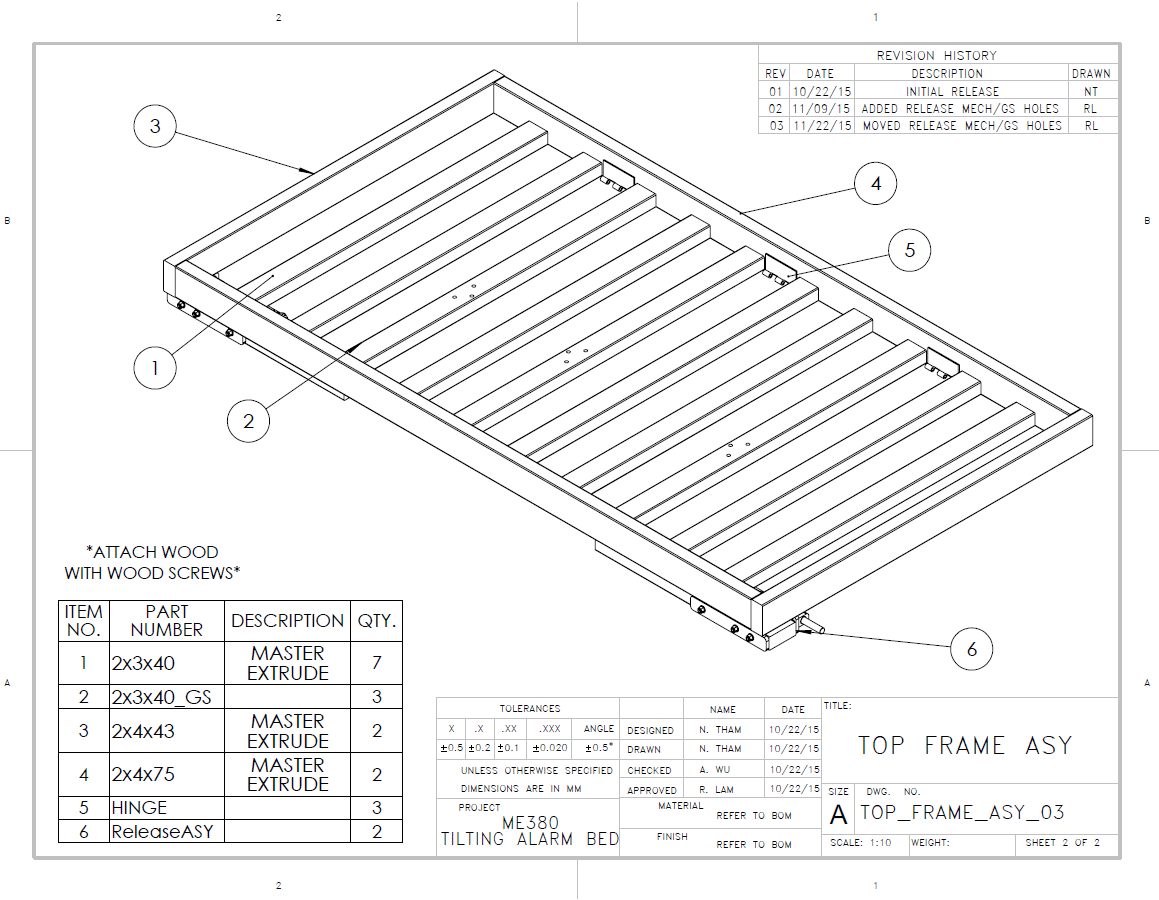 2
1
REVISION HISTORY
REV DATE DESCRIPTION DRAWN
01 10/22/15 INITIAL RELEASE NT
02 11/09/15 ADDED RELEASE MECH/GS HOLES RL
03 11/22/15 MOVED RELEASE MECH/GS HOLES RL
3
4
B
B
5
1
2
*ATTACH WOOD
WITH WOOD SCREWS*
6
ITEM NO. PART NUMBER DESCRIPTION QTY.
1 2x3x40 MASTER EXTRUDE 7
2 2x3x40_GS 3
3 2x4x43 MASTER EXTRUDE 2
4 2x4x75 MASTER EXTRUDE 2
5 HINGE 3
6 ReleaseASY 2
A
A
TOLERANCES
X .X .XX .XXX ANGLE
±0.5 ±0.2 ±0.1 ±0.020 ±0.5°
UNLESS OTHERWISE SPECIFIED
DIMENSIONS ARE IN MM
PROJECT
ME380
TILTING ALARM BED
NAME DATE
DESIGNED N. THAM 10/22/15
DRAWN N. THAM 10/22/15
CHECKED A. WU 10/22/15
APPROVED R. LAM 10/22/15
MATERIAL
REFER TO BOM
FINISH
REFER TO BOM
TITLE:
TOP FRAME ASY
SIZE DWG. NO.
A TOP_FRAME_ASY_03
SCALE: 1:10 WEIGHT: SHEET 2 OF 2
2
1